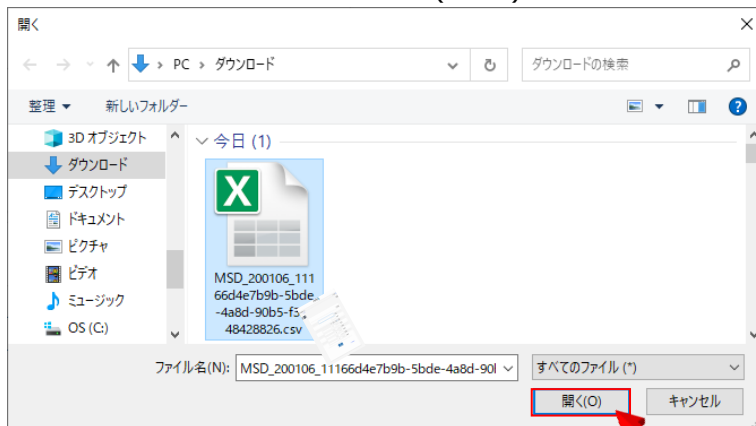 開く
PC › ダウンロード
ダウンロードの検索
整理 新しいフォルダー
3D オブジェクト
ダウンロード
デスクトップ
ドキュメント
ピクチャ
ビデオ
ミュージック
OS (C:)
今日 (1)
MSD_200106_111
66d4e7b9b-5bde
-4a8d-90b5-f3
48428826.csv
ファイル名(N): MSD_200106_11166d4e7b9b-5bde-4a8d-90 すべてのファイル (*)
開く(O) キャンセル